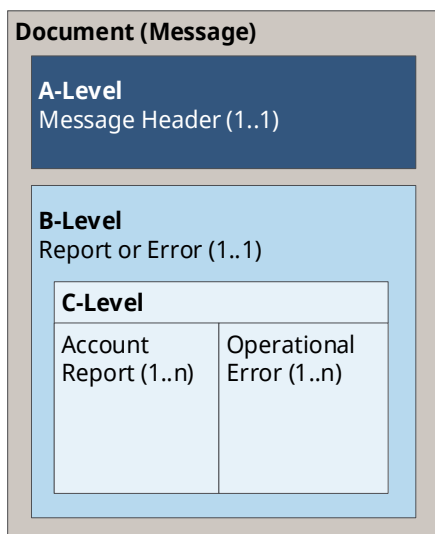 Document (Message)
A-Level
Message Header (1..1)
B-Level
Report or Error (1..1)
C-Level
Account
Report (1..n)
Operational
Error (1..n)